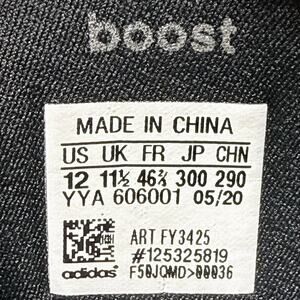 boost
MADE IN CHINA
US UK FR JP CHN
12 11½ 46⅔ 300 290
YYA 606001 05/20
ART FY3425
#125325819
adidas F50JQMD>00036